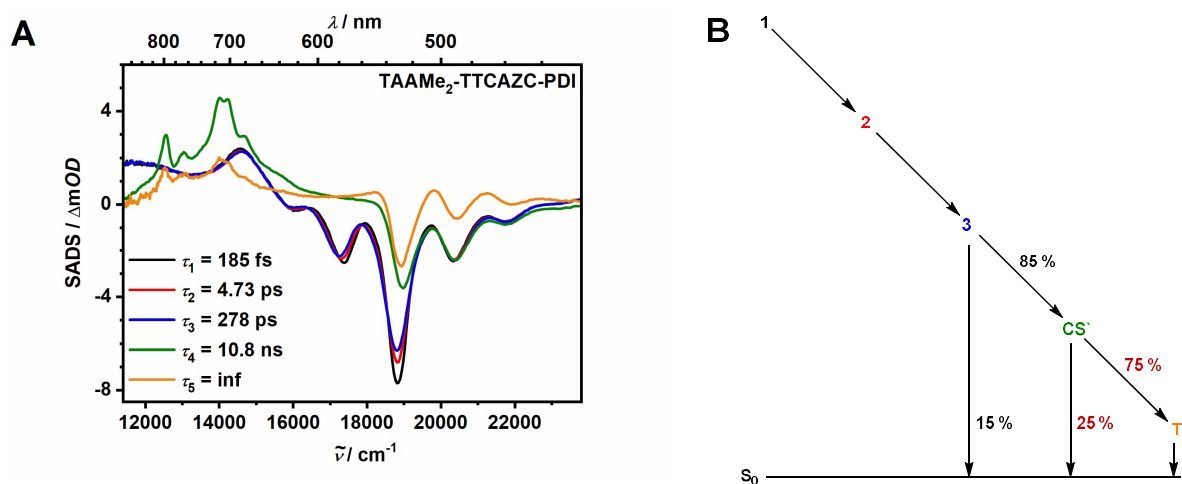 A
λ / nm
800 700 600 500
TAAMe₂-TTCAZC-PDI
SADS / ΔmOD
4
0
-4
-8
τ₁ = 185 fs
τ₂ = 4.73 ps
τ₃ = 278 ps
τ₄ = 10.8 ns
τ₅ = inf
12000 14000 16000 18000 20000 22000
ν̃ / cm⁻¹
B
1
2
3
85 %
CS`
75 %
15 %
25 %
T
S₀